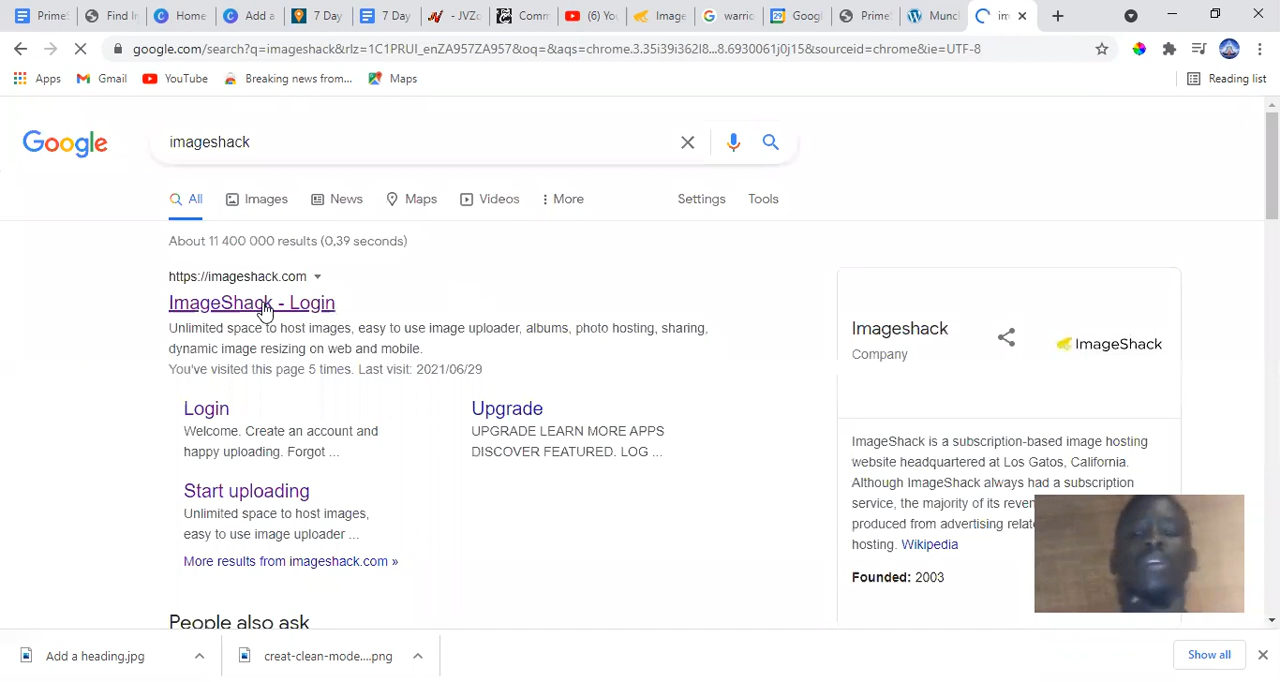 Prime
Find In
Home
Add a
7 Day
7 Day
- JVZo
Comm
(6) You
Image
warric
Googl
Prime
Munc
im
google.com/search?q=imageshack&rlz=1C1PRUI_enZA957ZA957&oq=&aqs=chrome.3.35i39i362l8...8.6930061j0j15&sourceid=chrome&ie=UTF-8
Apps
Gmail
YouTube
Breaking news from...
Maps
Reading list
Google
imageshack
All
Images
News
Maps
Videos
More
Settings
Tools
About 11 400 000 results (0,39 seconds)
https://imageshack.com
ImageShack - Login
Unlimited space to host images, easy to use image uploader, albums, photo hosting, sharing,
dynamic image resizing on web and mobile.
You've visited this page 5 times. Last visit: 2021/06/29
Login
Welcome. Create an account and
happy uploading. Forgot ...
Upgrade
UPGRADE LEARN MORE APPS
DISCOVER FEATURED. LOG ...
Start uploading
Unlimited space to host images,
easy to use image uploader ...
More results from imageshack.com »
People also ask
Imageshack
Company
ImageShack
ImageShack is a subscription-based image hosting
website headquartered at Los Gatos, California.
Although ImageShack always had a subscription
service, the majority of its reven
produced from advertising relate
hosting. Wikipedia
Founded: 2003
Add a heading.jpg
creat-clean-mode....png
Show all